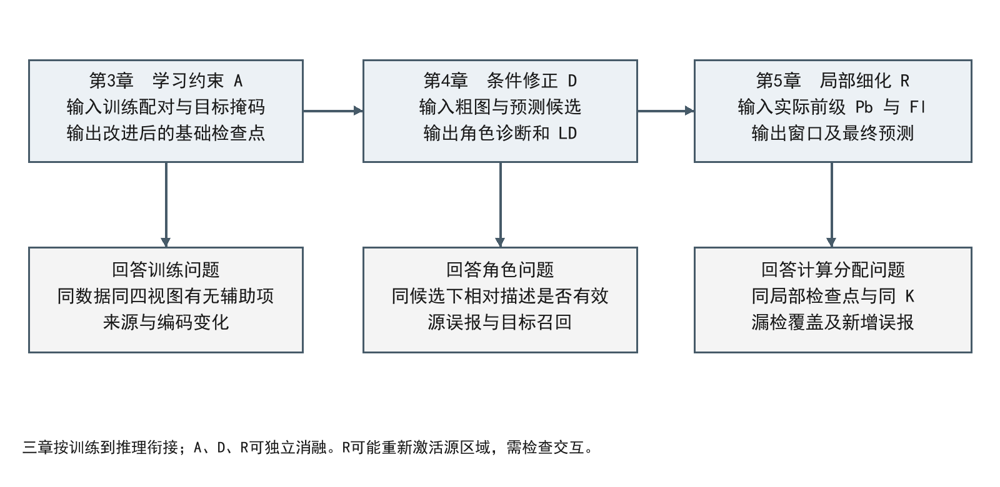 第3章　学习约束 A
输入训练配对与目标掩码
输出改进后的基础检查点
第4章　条件修正 D
输入粗图与预测候选
输出角色诊断和 LD
第5章　局部细化 R
输入实际前级 Pb 与 Fl
输出窗口及最终预测
回答训练问题
同数据同四视图有无辅助项
来源与编码变化
回答角色问题
同候选下相对描述是否有效
源误报与目标召回
回答计算分配问题
同局部检查点与同 K
漏检覆盖及新增误报
三章按训练到推理衔接；A、D、R可独立消融。R可能重新激活源区域，需检查交互。